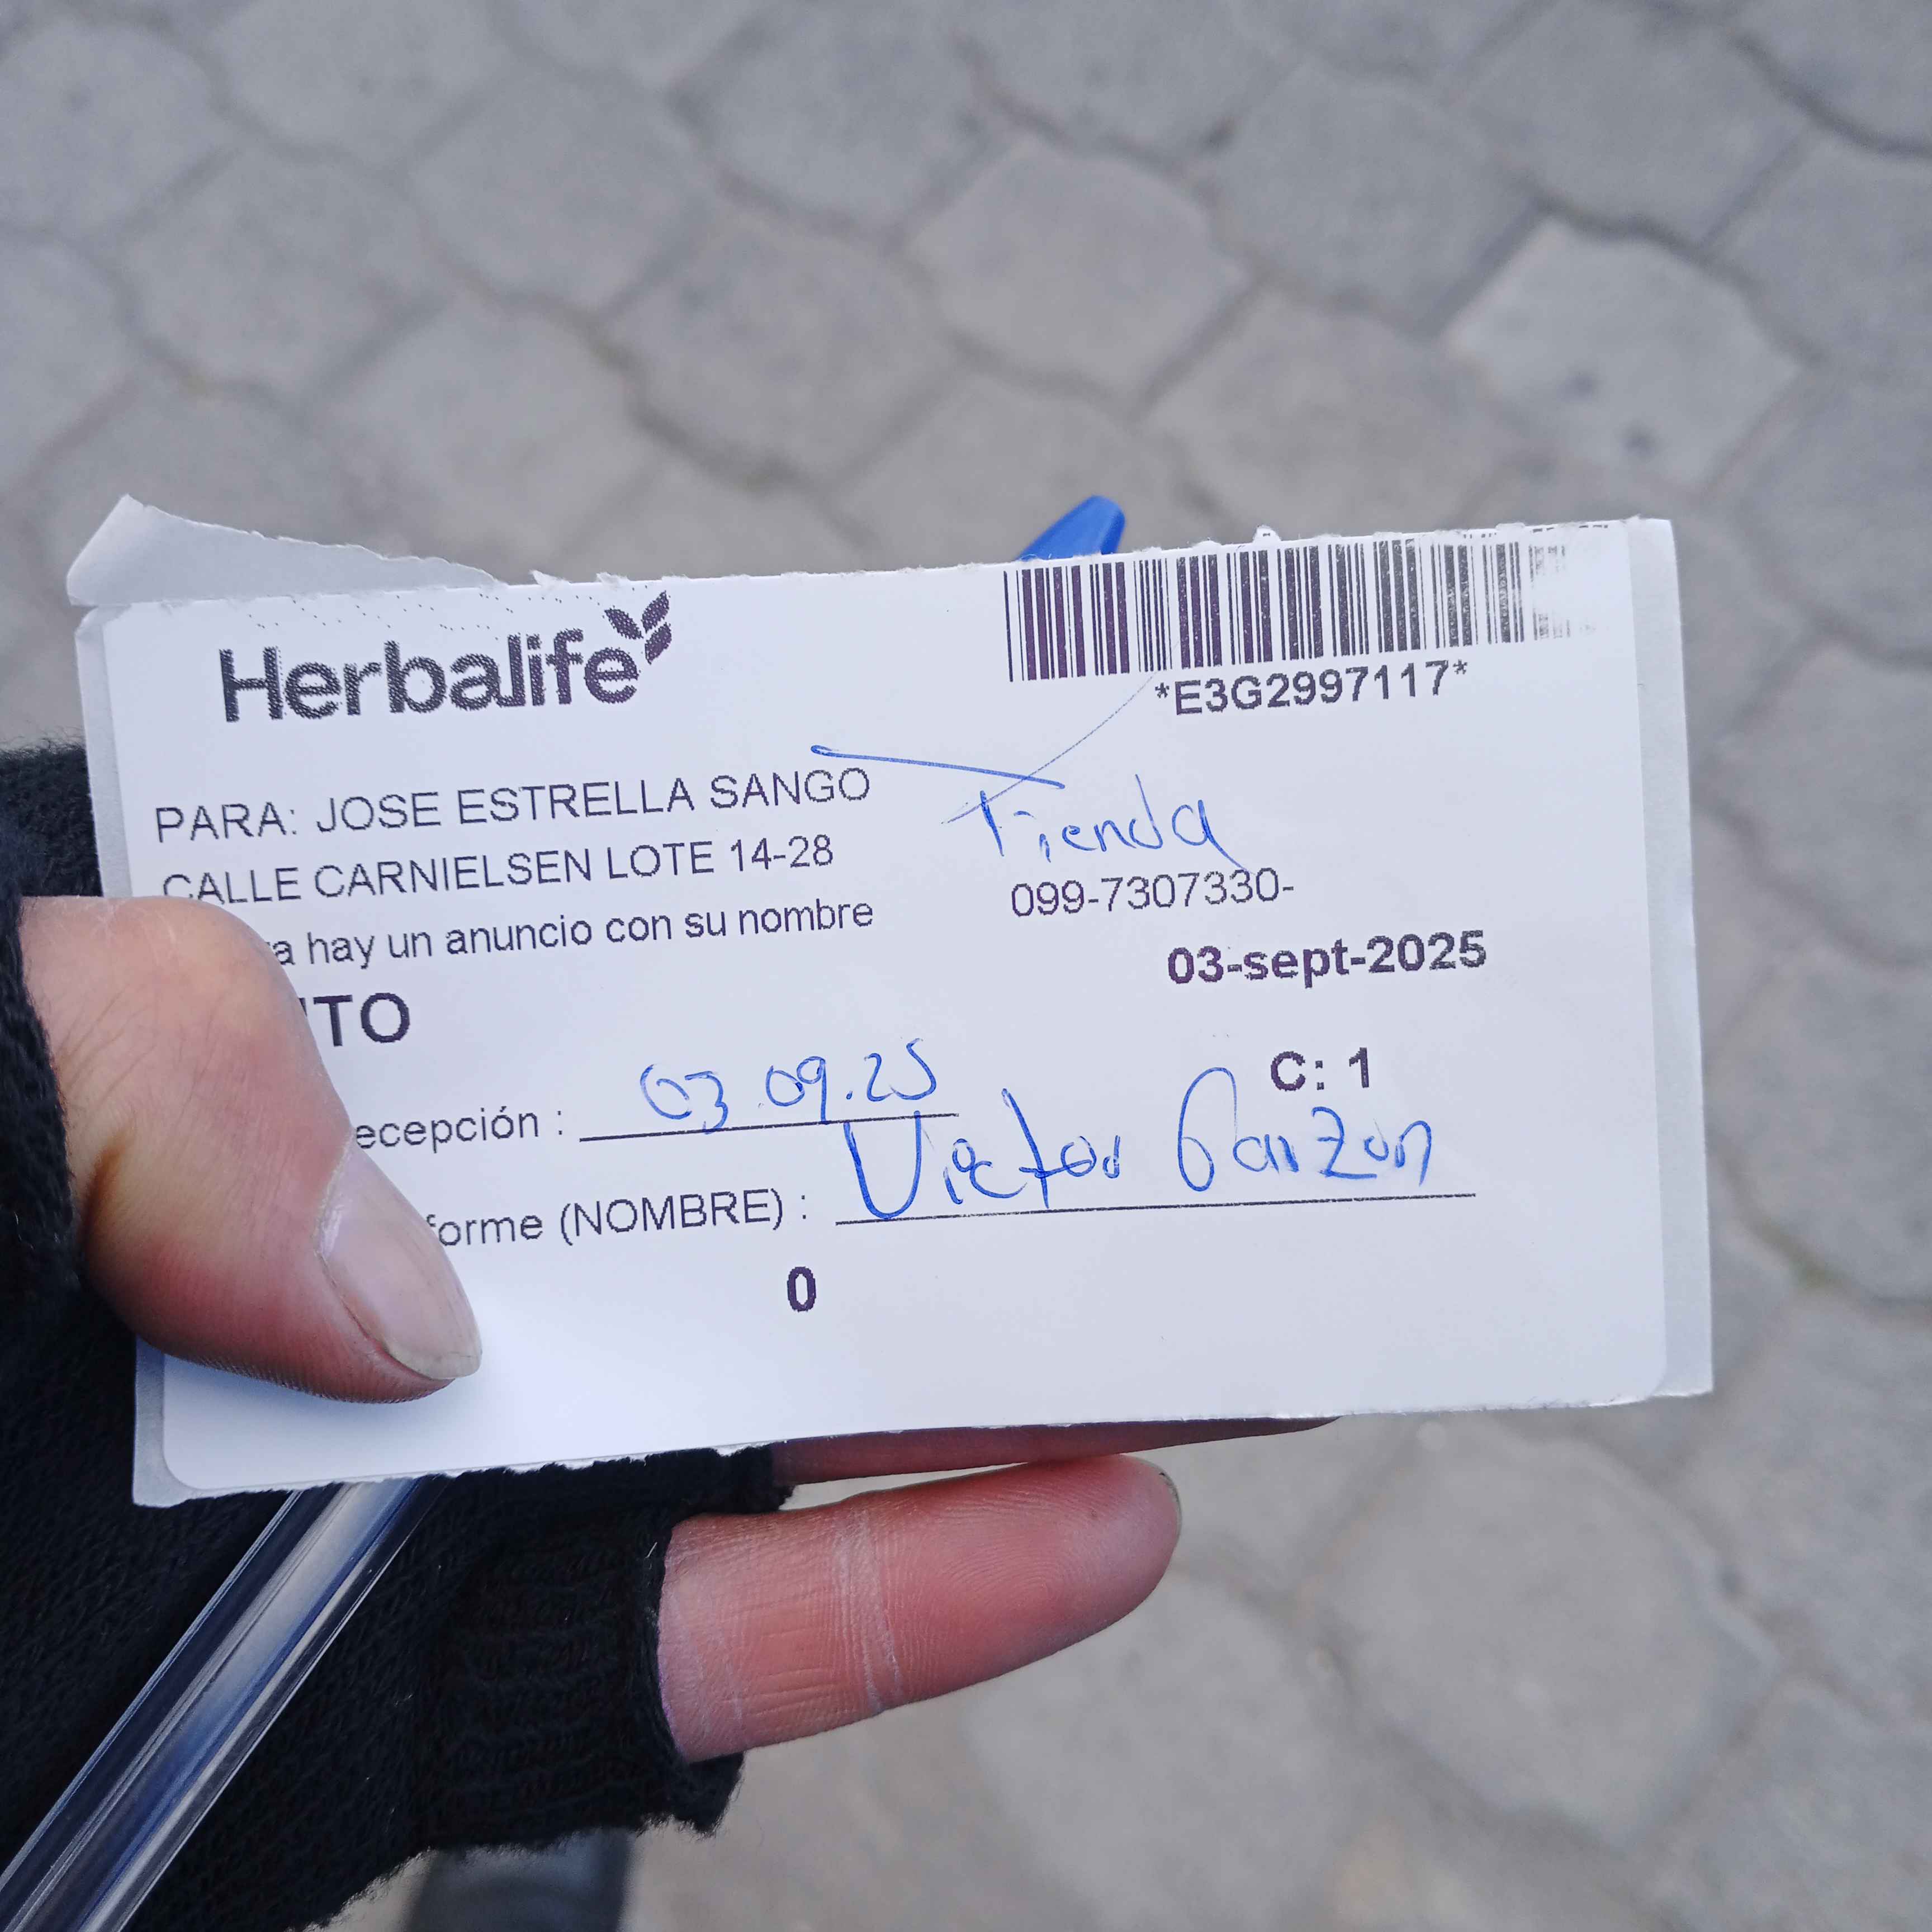 Herbalife
*E3G2997117*
PARA: JOSE ESTRELLA SANGO
Tienda
CALLE CARNIELSEN LOTE 14-28
099-7307330-
a hay un anuncio con su nombre
03-sept-2025
TO
C: 1
ecepción : 03.09.25
forme (NOMBRE) : Victor Garzon
0